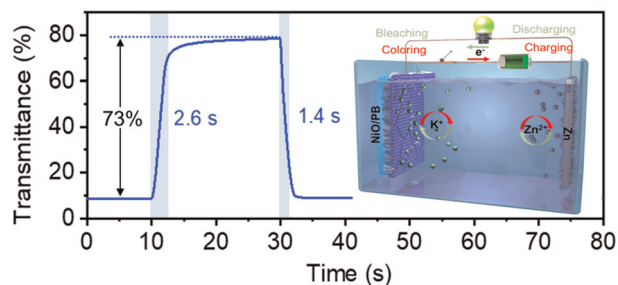 Transmittance (%)
80
60
40
20
0
73%
2.6 s
1.4 s
0 10 20 30 40 50 60 70 80
Time (s)
Bleaching
Discharging
Coloring
e-
Charging
NiO/PB
K+
Zn2+
Zn